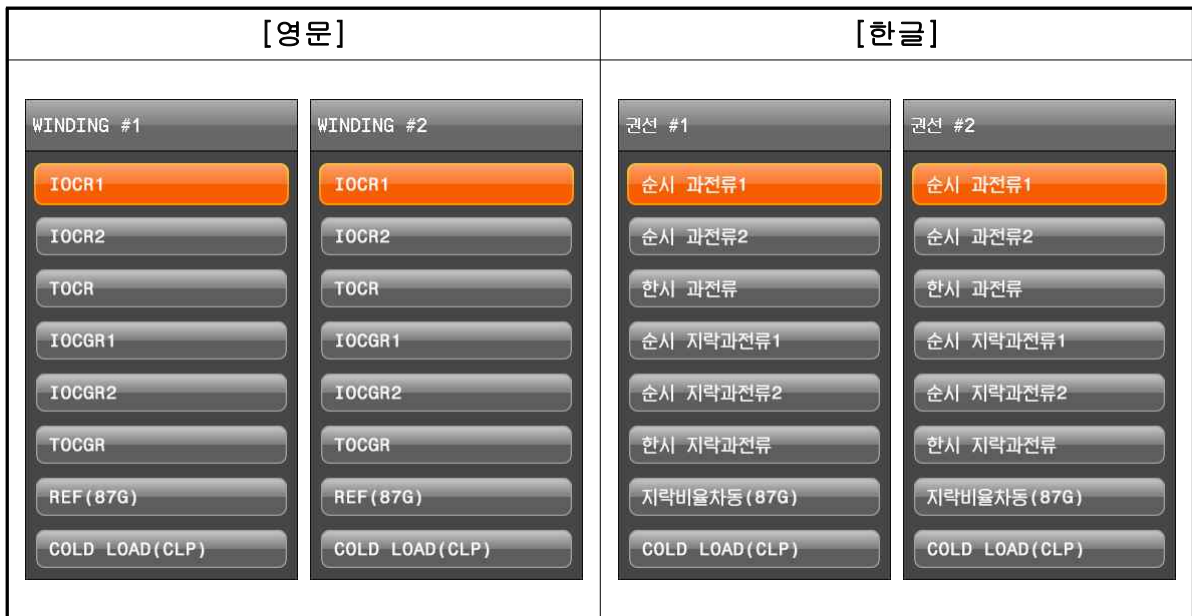 [영문]
[한글]
WINDING #1
IOCR1
IOCR2
TOCR
IOCGR1
IOCGR2
TOCGR
REF(87G)
COLD LOAD(CLP)
WINDING #2
IOCR1
IOCR2
TOCR
IOCGR1
IOCGR2
TOCGR
REF(87G)
COLD LOAD(CLP)
권선 #1
순시 과전류1
순시 과전류2
한시 과전류
순시 지락과전류1
순시 지락과전류2
한시 지락과전류
지락비율차동(87G)
COLD LOAD(CLP)
권선 #2
순시 과전류1
순시 과전류2
한시 과전류
순시 지락과전류1
순시 지락과전류2
한시 지락과전류
지락비율차동(87G)
COLD LOAD(CLP)